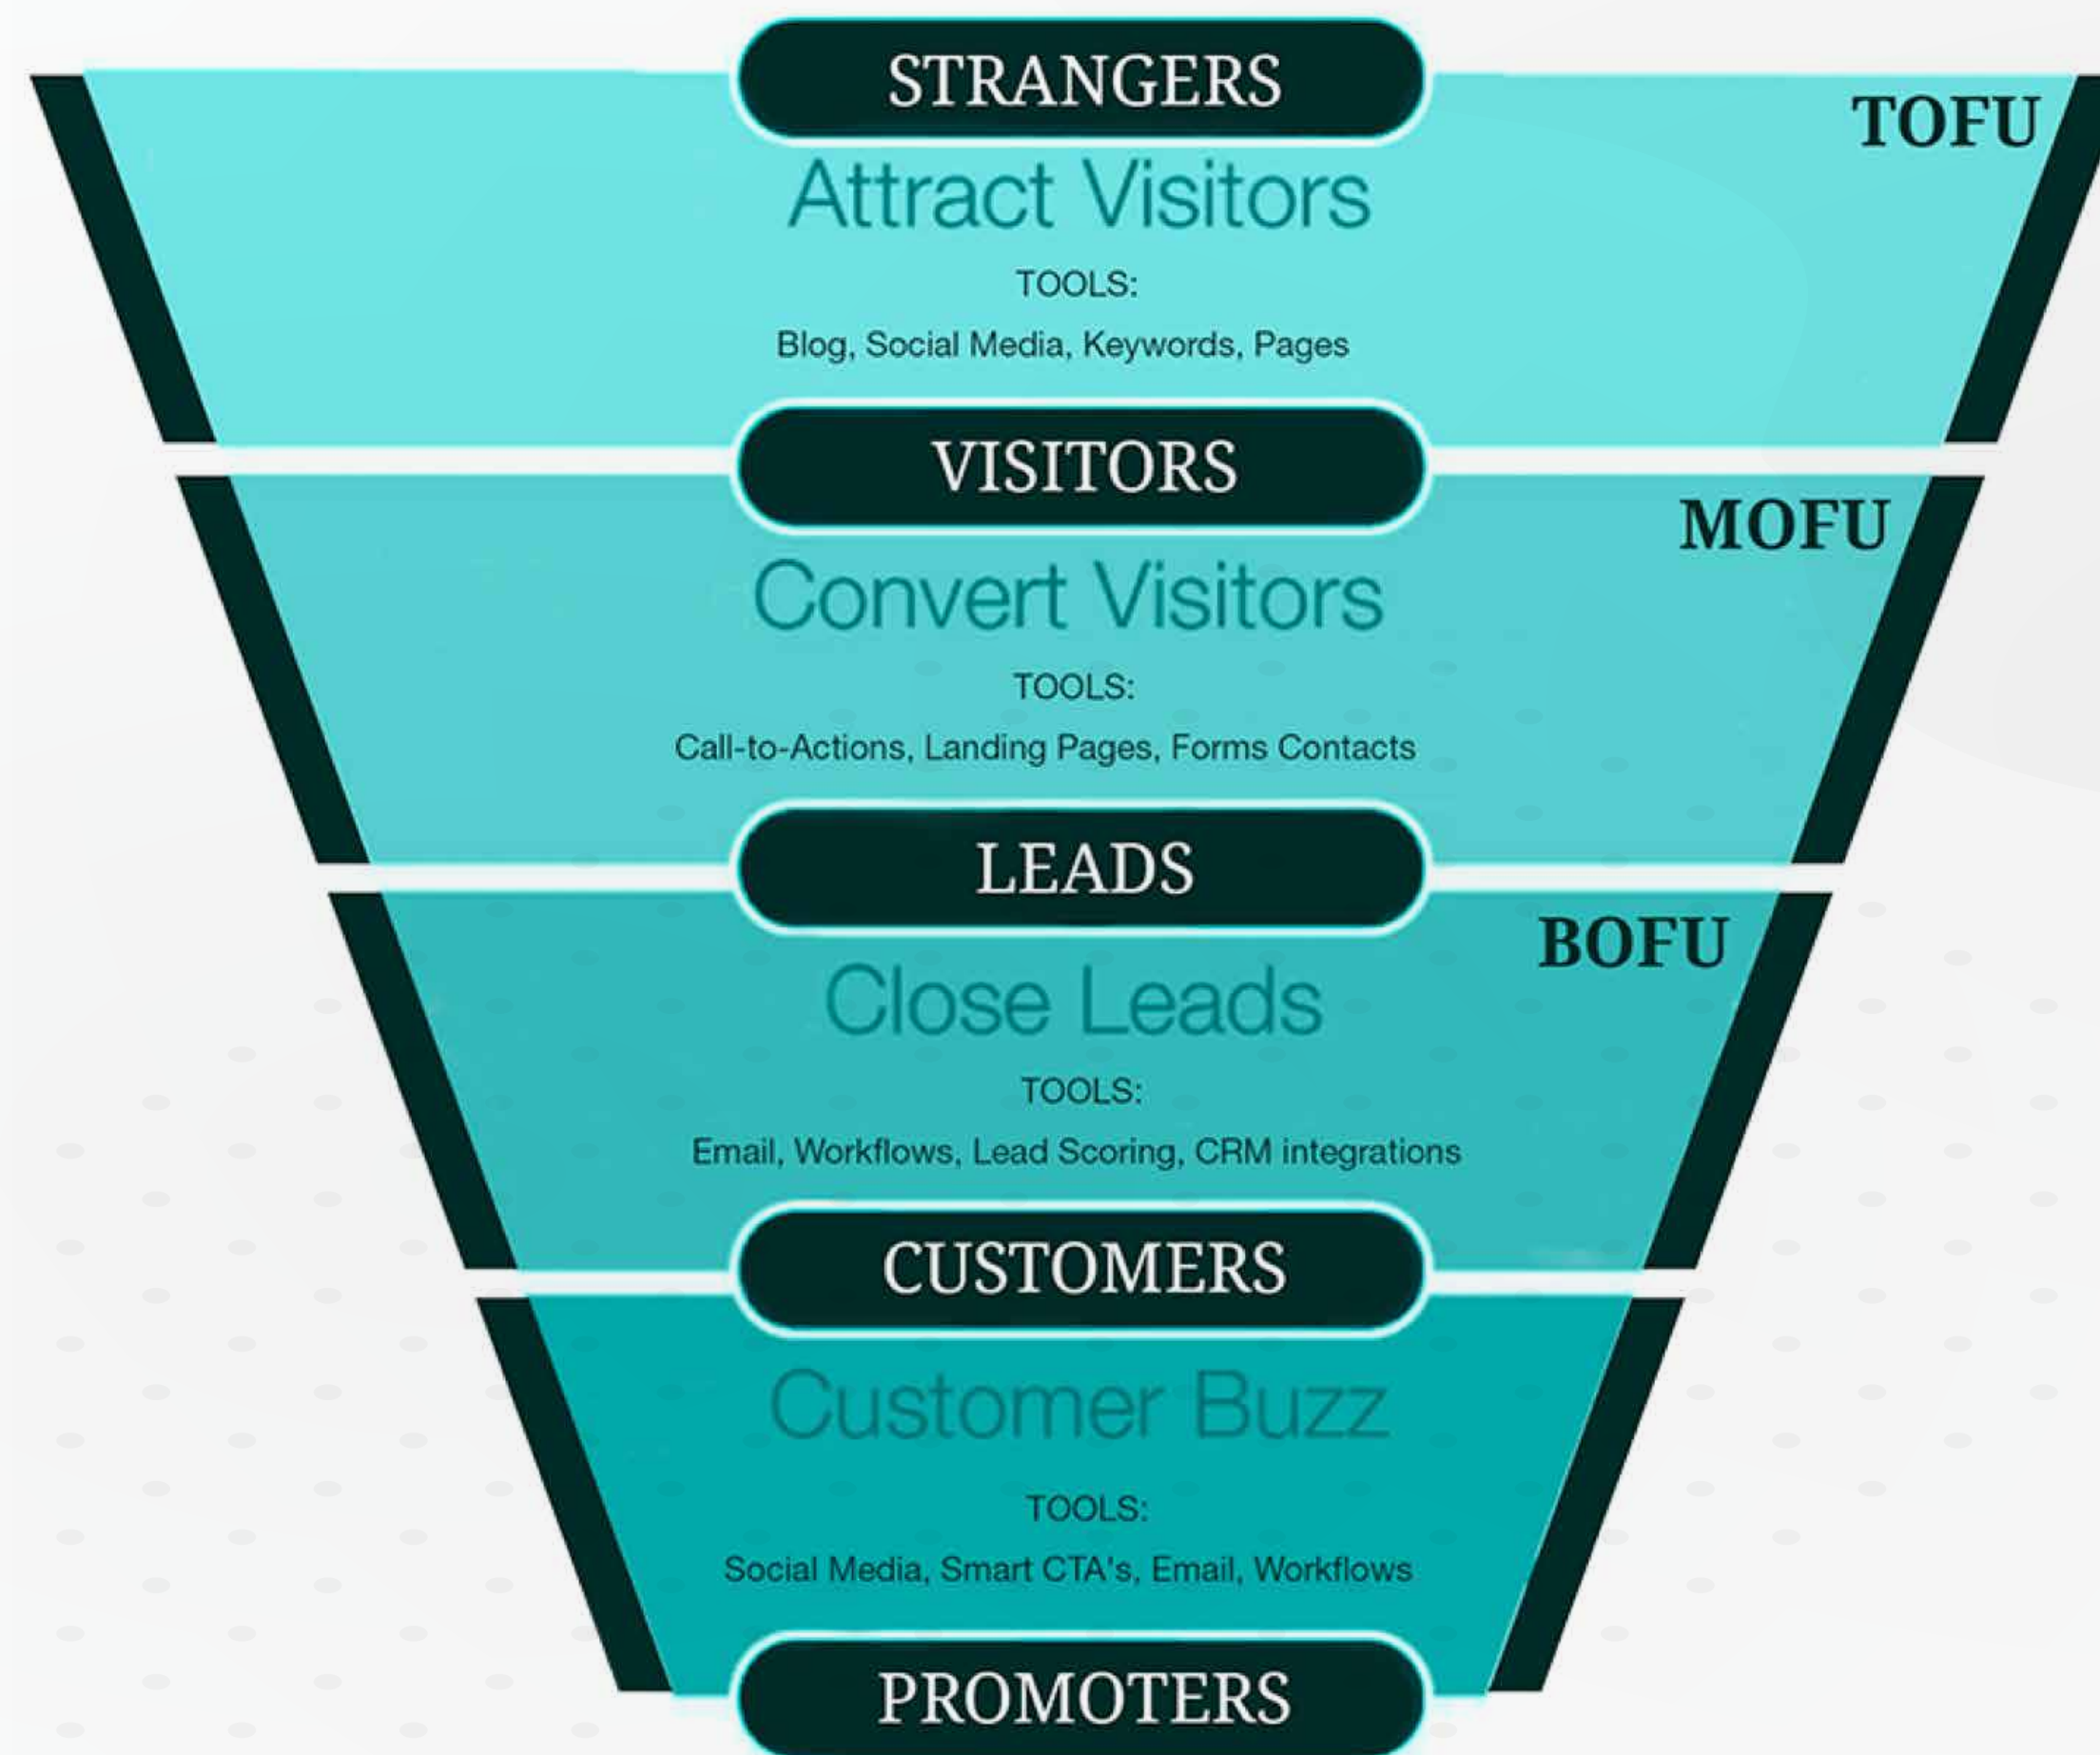 STRANGERS
TOFU
Attract Visitors
TOOLS:
Blog, Social Media, Keywords, Pages
VISITORS
MOFU
Convert Visitors
TOOLS:
Call-to-Actions, Landing Pages, Forms Contacts
LEADS
BOFU
Close Leads
TOOLS:
Email, Workflows, Lead Scoring, CRM integrations
CUSTOMERS
Customer Buzz
TOOLS:
Social Media, Smart CTA's, Email, Workflows
PROMOTERS